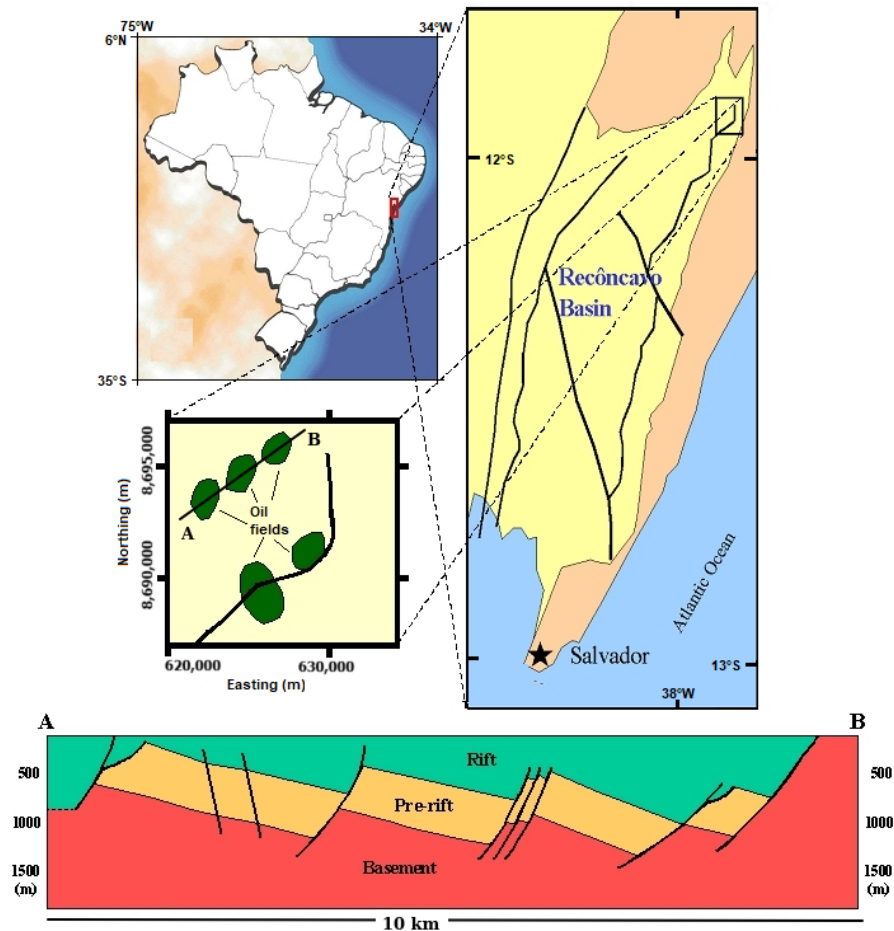 75°W
34°W
6°N
35°S
12°S
Recôncavo
Basin
Atlantic Ocean
Salvador
13°S
38°W
B
A
Oil
fields
8,695,000
8,690,000
Northing (m)
620,000
630,000
Easting (m)
A
B
500
1000
1500
(m)
Rift
Pre-rift
Basement
500
1000
1500
(m)
10 km